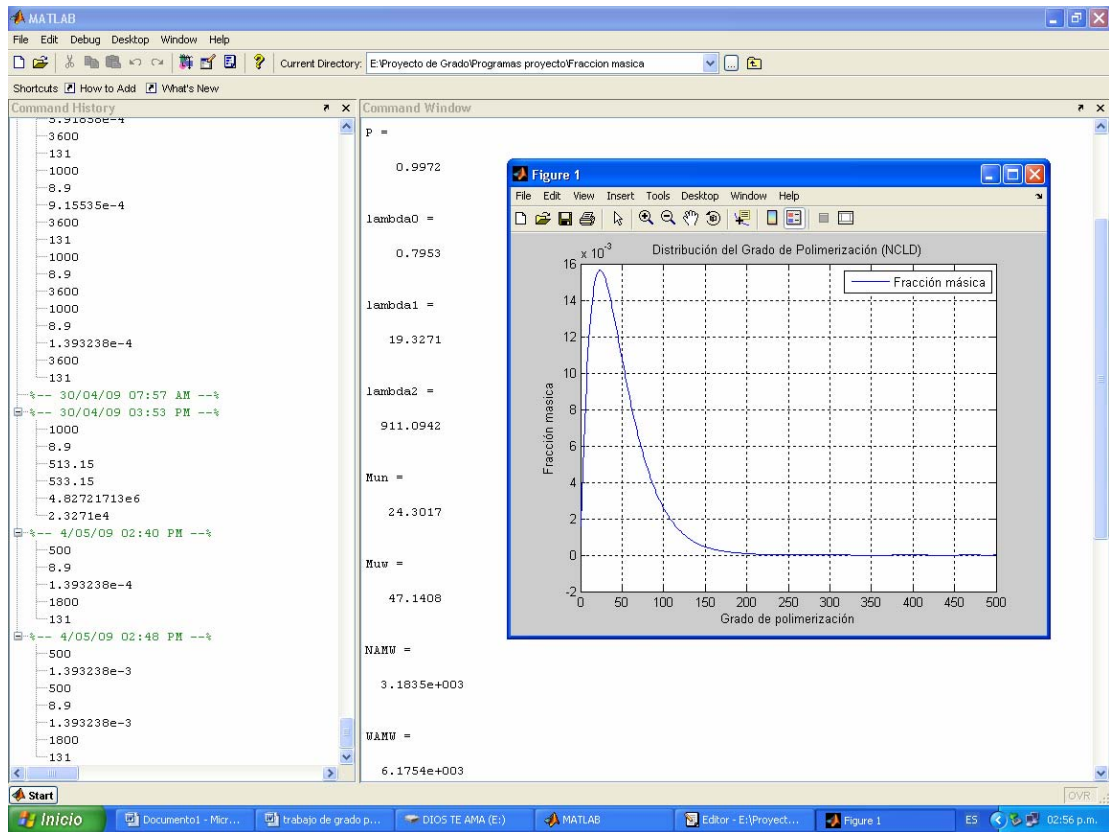 MATLAB
File Edit Debug Desktop Window Help
Current Directory: E:\Proyecto de Grado\Programas proyecto\Fraccion masica
Shortcuts How to Add What's New
Command History
5.91838e-4
3600
131
1000
8.9
9.15535e-4
3600
131
1000
8.9
3600
1000
8.9
1.393238e-4
3600
131
%-- 30/04/09 07:57 AM --%
%-- 30/04/09 03:53 PM --%
1000
8.9
513.15
533.15
4.82721713e6
2.3271e4
%-- 4/05/09 02:40 PM --%
500
8.9
1.393238e-4
1800
131
%-- 4/05/09 02:48 PM --%
500
1.393238e-3
500
8.9
1.393238e-3
1800
131
Command Window
P =
0.9972
lambda0 =
0.7953
lambda1 =
19.3271
lambda2 =
911.0942
Mun =
24.3017
Muw =
47.1408
NAMW =
3.1835e+003
WAMW =
6.1754e+003
Figure 1
File Edit View Insert Tools Desktop Window Help
Distribución del Grado de Polimerización (NCLD)
x 10-3
Fracción másica
16
14
12
10
8
6
4
2
0
-2
Fracción masica
0 50 100 150 200 250 300 350 400 450 500
Grado de polimerización
Start
OVR
Inicio Documento1 - Micr... trabajo de grado p... DIOS TE AMA (E:) MATLAB Editor - E:\Proyect... Figure 1 ES 02:56 p.m.